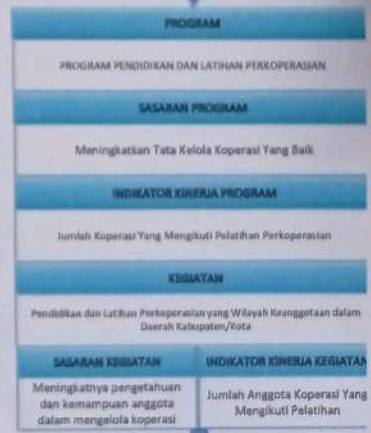 PROGRAM
PROGRAM PENDIDIKAN DAN LATIHAN PERKOPERASIAN
SASARAN PROGRAM
Meningkatkan Tata Kelola Koperasi Yang Baik
INDIKATOR KINERJA PROGRAM
Jumlah Koperasi Yang Mengikuti Pelatihan Perkoperasian
KEGIATAN
Pendidikan dan Latihan Perkoperasian yang Wilayah Keanggotaan dalam
Daerah Kabupaten/Kota
SASARAN KEGIATAN
Meningkatnya pengetahuan
dan kemampuan anggota
dalam mengelola koperasi
INDIKATOR KINERJA KEGIATAN
Jumlah Anggota Koperasi Yang
Mengikuti Pelatihan